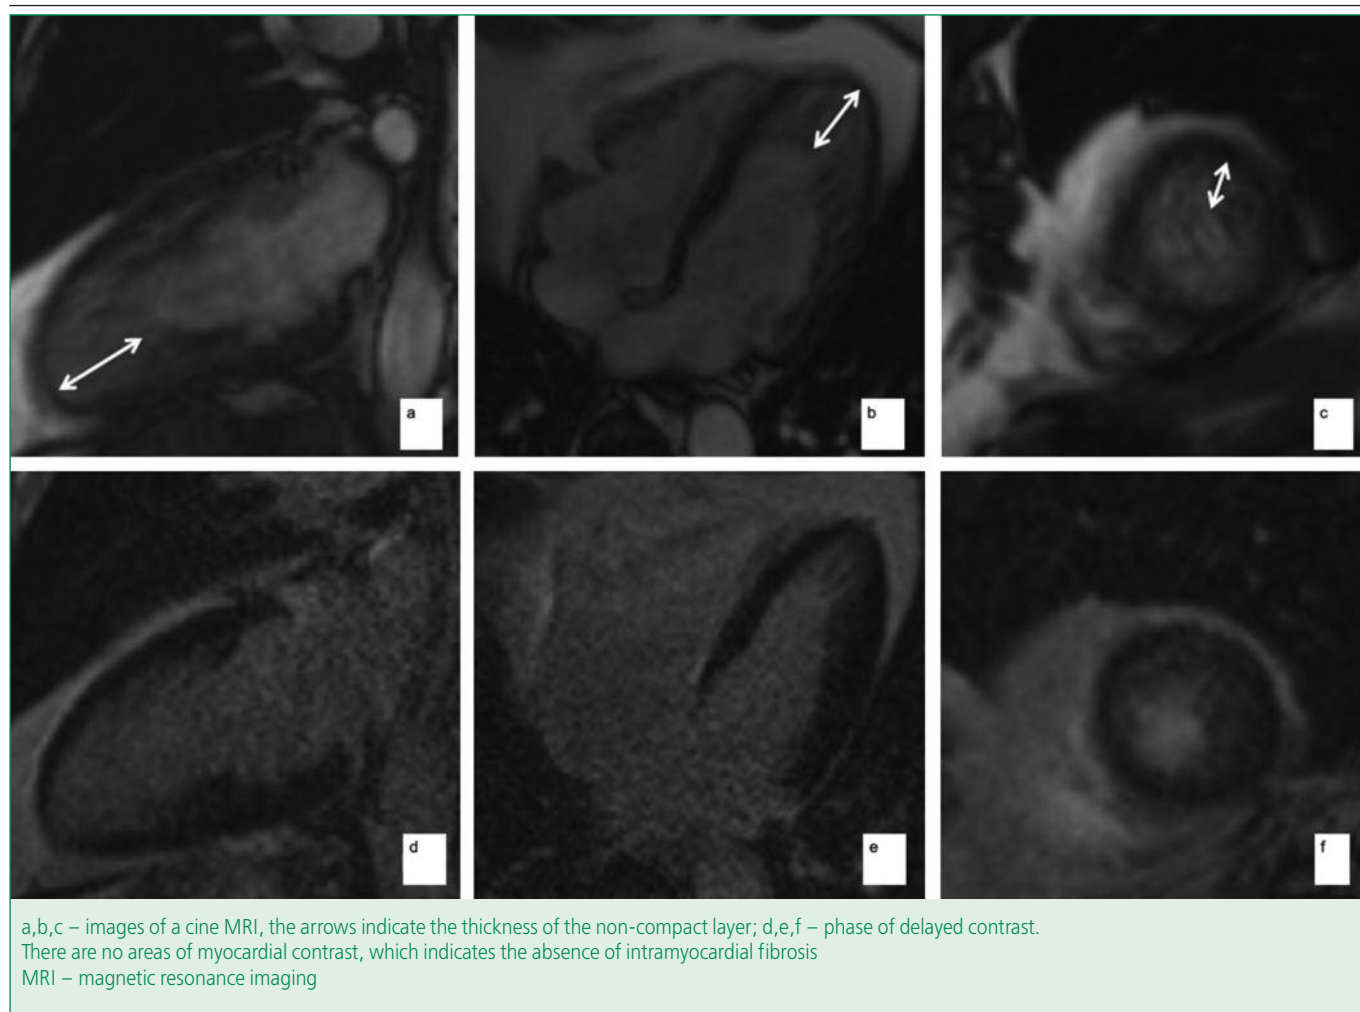 a
b
c
d
e
f
a,b,c – images of a cine MRI, the arrows indicate the thickness of the non-compact layer; d,e,f – phase of delayed contrast.
There are no areas of myocardial contrast, which indicates the absence of intramyocardial fibrosis
MRI – magnetic resonance imaging